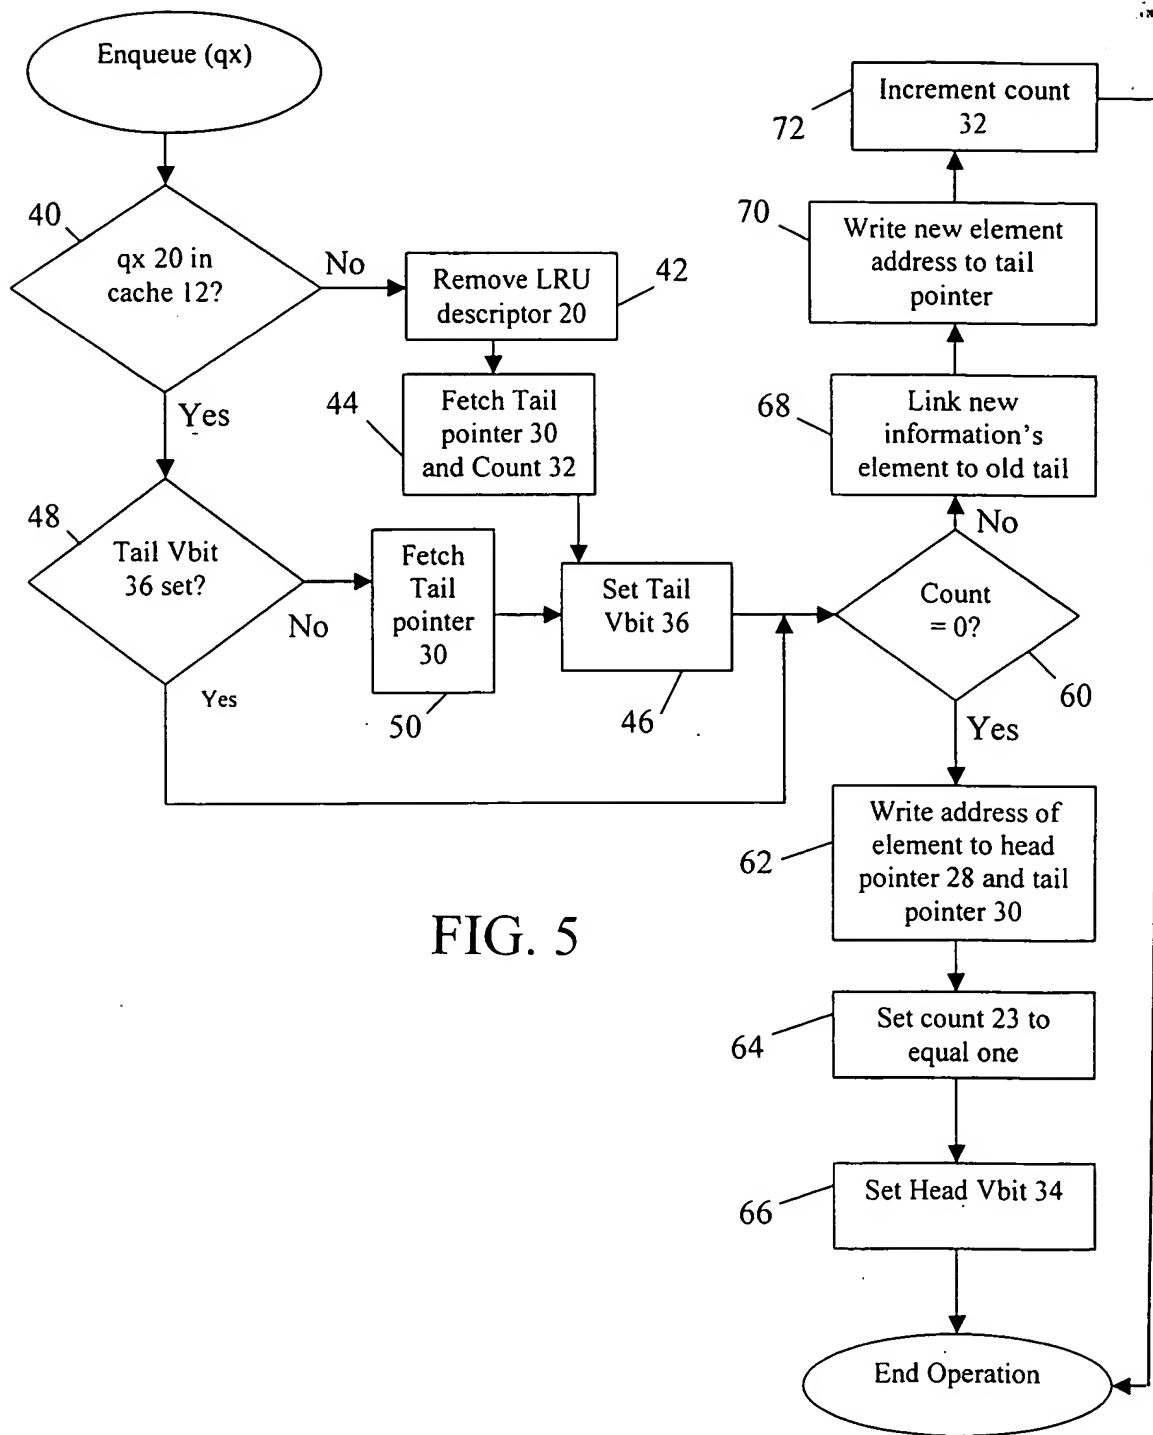 Enqueue (qx)
40
qx 20 in
cache 12?
No
Yes
Remove LRU
descriptor 20
42
44
Fetch Tail
pointer 30
and Count 32
48
Tail Vbit
36 set?
No
Yes
Fetch
Tail
pointer
30
50
Set Tail
Vbit 36
46
Count
= 0?
60
No
Yes
68
Link new
information's
element to old tail
70
Write new element
address to tail
pointer
72
Increment count
32
62
Write address of
element to head
pointer 28 and tail
pointer 30
64
Set count 23 to
equal one
66
Set Head Vbit 34
End Operation
FIG. 5